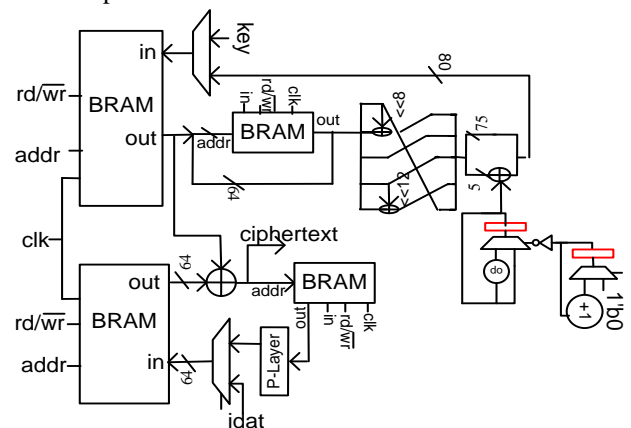 key
in
rd/wr
BRAM
addr
out
80
in
rd/wr
clk
BRAM
addr
out
64
<<8
<<12
75
5
clk
ciphertext
do
+1
1'b0
out
64
BRAM
rd/wr
addr
in
64
addr
BRAM
out
in
rd/wr
clk
P-Layer
idat